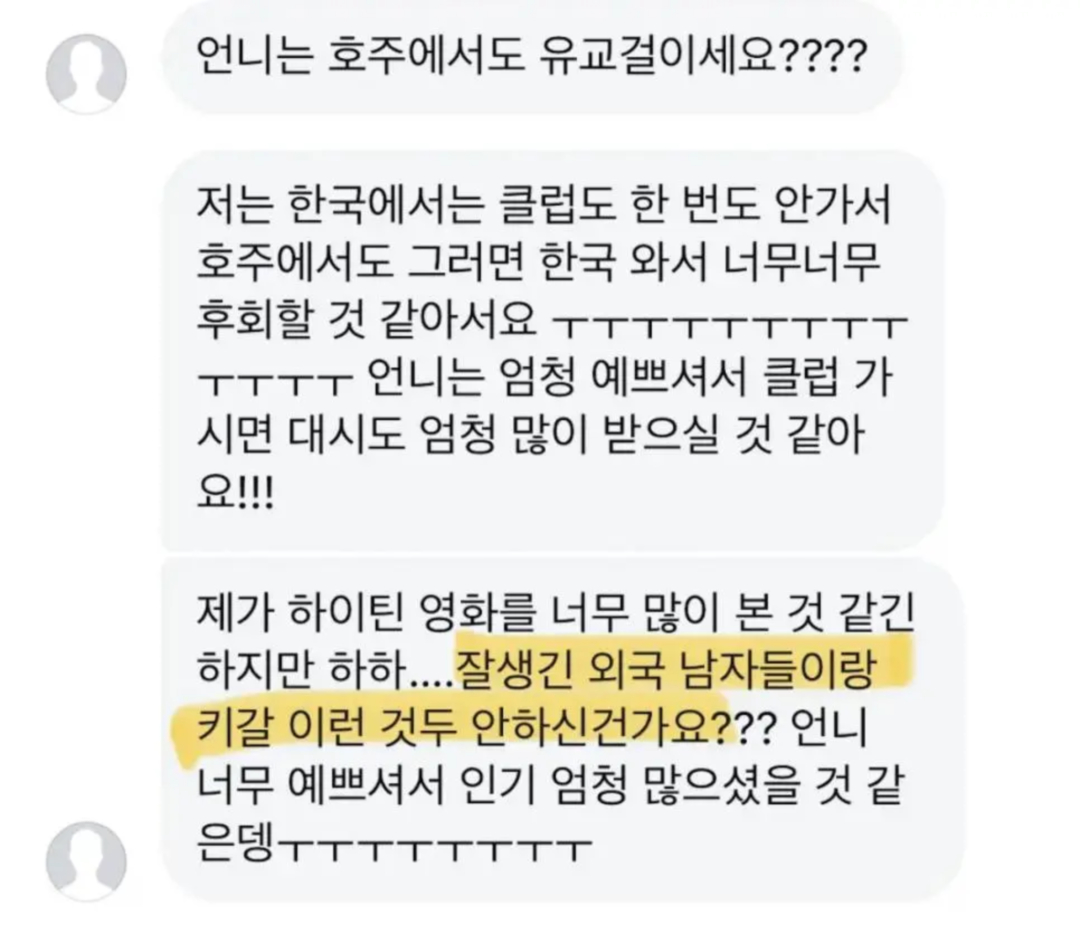 언니는 호주에서도 유교걸이세요????
저는 한국에서는 클럽도 한 번도 안가서
호주에서도 그러면 한국 와서 너무너무
후회할 것 같아서요 ㅜㅜㅜㅜㅜㅜㅜㅜㅜ
ㅜㅜㅜㅜ 언니는 엄청 예쁘셔서 클럽 가
시면 대시도 엄청 많이 받으실 것 같아
요!!!
제가 하이틴 영화를 너무 많이 본 것 같긴
하지만 하하....잘생긴 외국 남자들이랑
키갈 이런 것두 안하신건가요??? 언니
너무 예쁘셔서 인기 엄청 많으셨을 것 같
은뎅ㅜㅜㅜㅜㅜㅜㅜㅜ